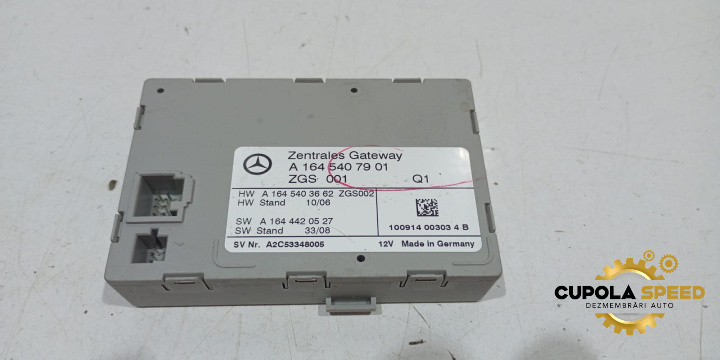 Zentrales Gateway
A 164 540 79 01
ZGS 001 Q1
HW A 164 540 36 62 ZGS002
HW Stand 10/06
SW A 164 442 05 27
SW Stand 33/08
100914 00303 4 B
SV Nr. A2C53348005 12V Made in Germany
CUPOLA SPEED
DEZMEMBRĂRI AUTO